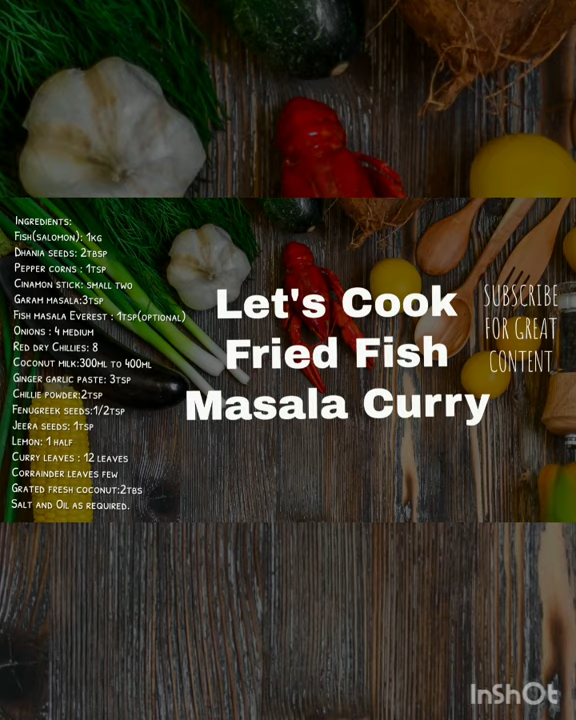 Ingredients:
Fish(salomon): 1kg
Dhania seeds: 2tbsp
Pepper corns : 1tsp
Cinamon stick: small two
Garam masala:3tsp
Fish masala Everest : 1tsp(optional)
Onions : 4 medium
Red dry Chillies: 8
Coconut milk:300ml to 400ml
Ginger garlic paste: 3tsp
Chillie powder:2tsp
Fenugreek seeds:1/2tsp
Jeera seeds: 1tsp
Lemon: 1 half
Curry leaves : 12 leaves
Corrainder leaves few
Grated fresh coconut:2tbs
Salt and Oil as required.
Let's Cook
Fried Fish
Masala Curry
SUBSCRIBE
FOR GREAT
CONTENT
InShOt